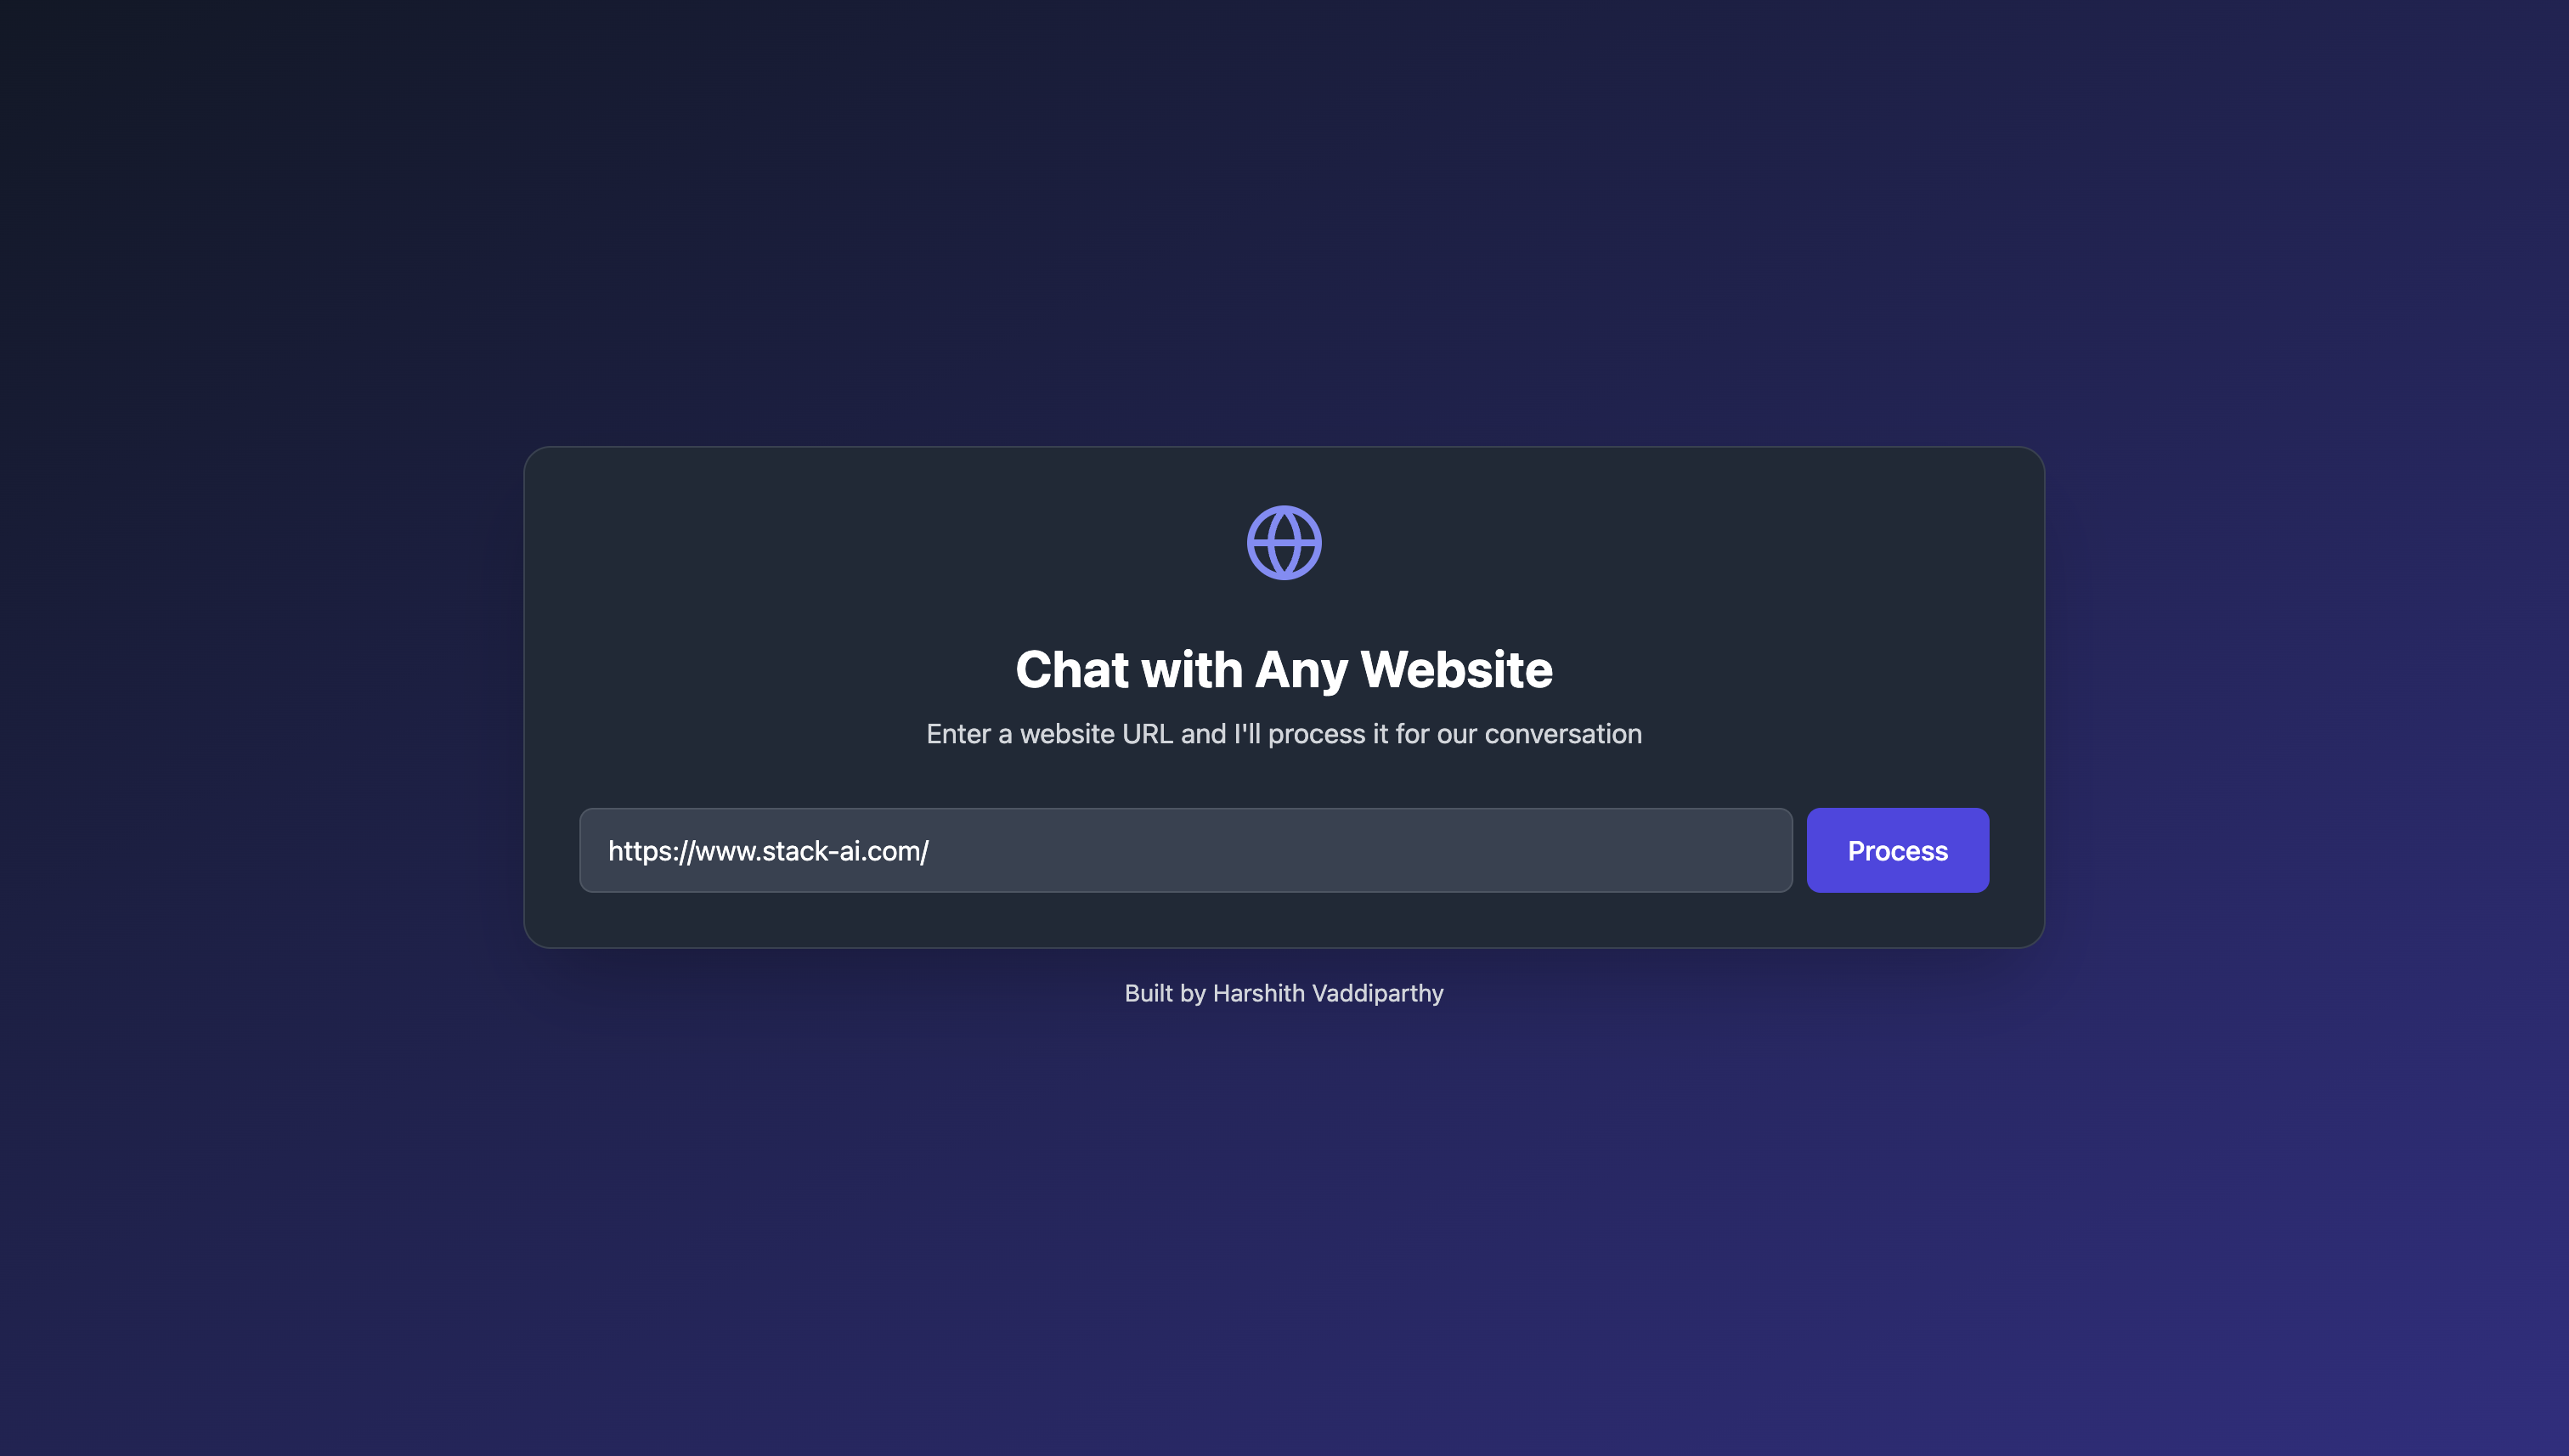 Chat with Any Website
Enter a website URL and I'll process it for our conversation
https://www.stack-ai.com/
Process
Built by Harshith Vaddiparthy